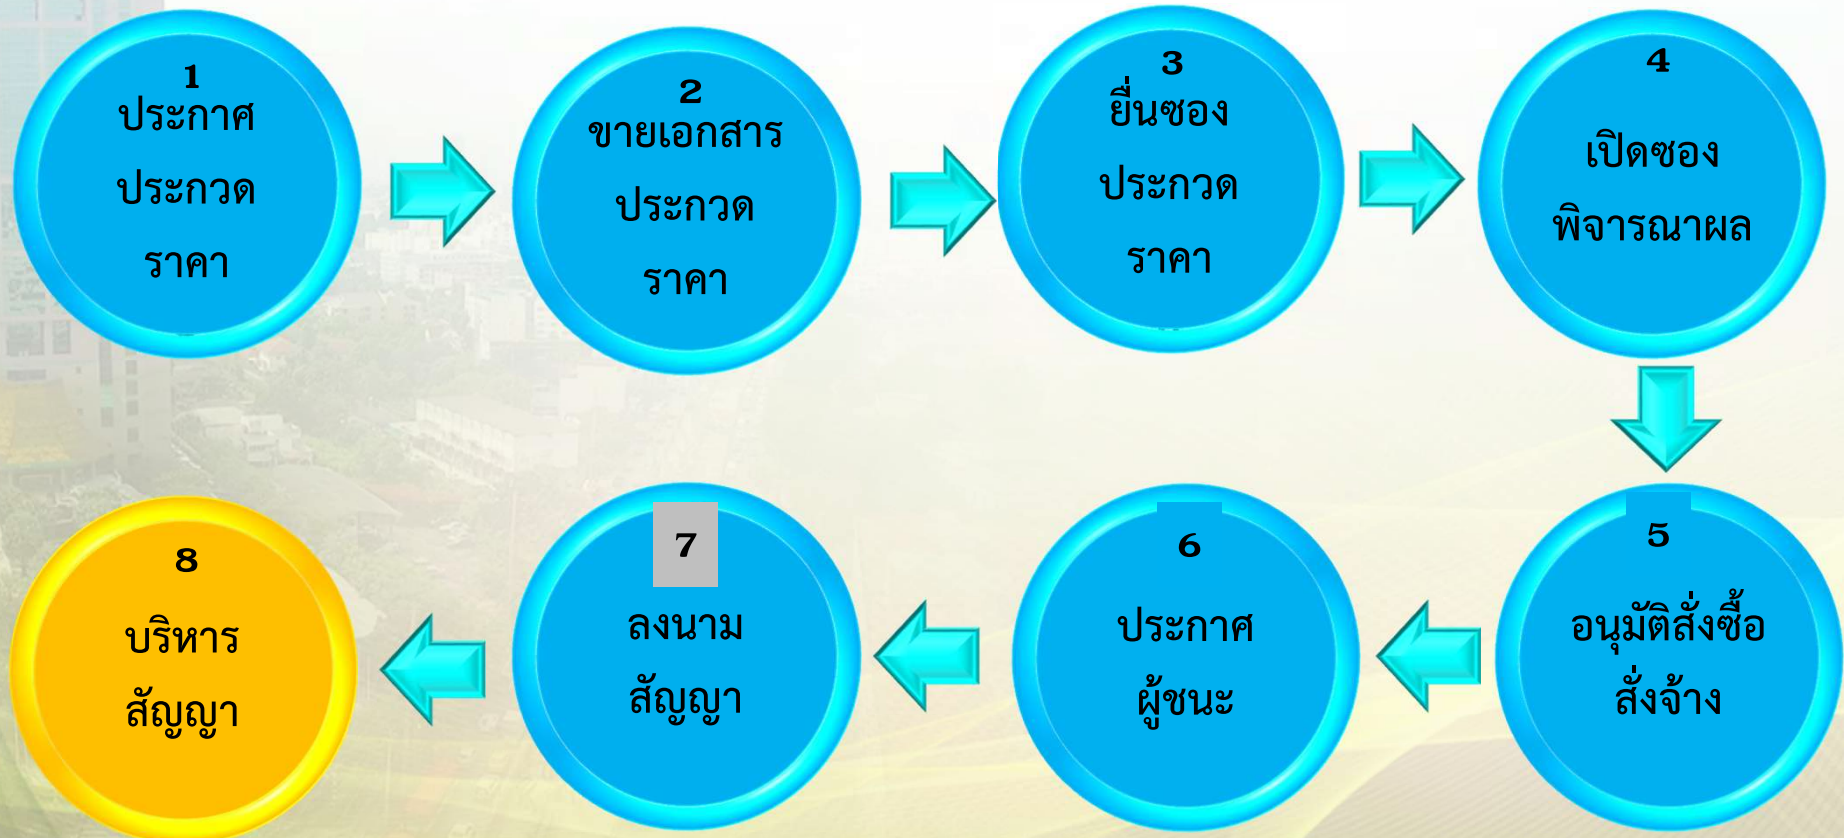 1
ประกาศ
ประกวด
ราคา
2
ขายเอกสาร
ประกวด
ราคา
3
ยื่นซอง
ประกวด
ราคา
4
เปิดซอง
พิจารณาผล
5
อนุมัติสั่งซื้อ
สั่งจ้าง
6
ประกาศ
ผู้ชนะ
7
ลงนาม
สัญญา
8
บริหาร
สัญญา